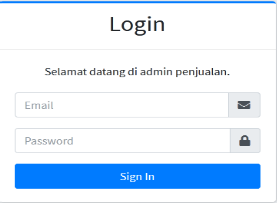 Login
Selamat datang di admin penjualan.
Email
Password
Sign In